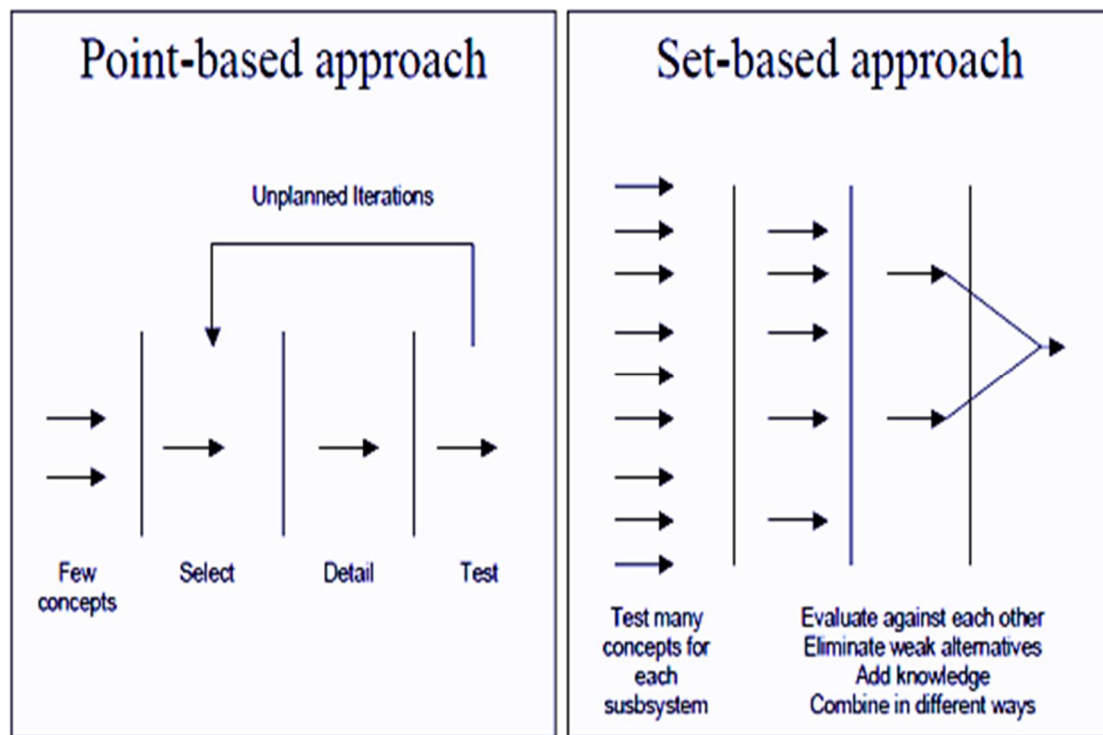 Point-based approach
Unplanned Iterations
Few
concepts
Select
Detail
Test
Set-based approach
Test many
concepts for
each
susbsystem
Evaluate against each other
Eliminate weak alternatives
Add knowledge
Combine in different ways